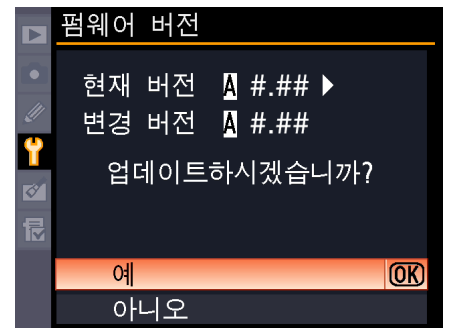 펌웨어 버전
현재 버전 A #.##
변경 버전 A #.##
업데이트하시겠습니까?
예 OK
아니오